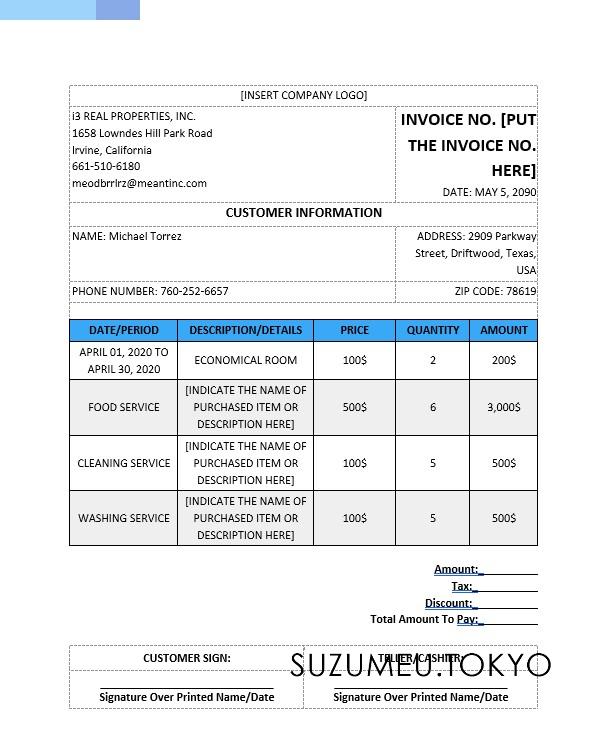 [INSERT COMPANY LOGO]
i3 REAL PROPERTIES, INC.
1658 Lowndes Hill Park Road
Irvine, California
661-510-6180
meodbrrlrz@meantinc.com
INVOICE NO. [PUT
THE INVOICE NO.
HERE]
DATE: MAY 5, 2090
CUSTOMER INFORMATION
NAME: Michael Torrez
ADDRESS: 2909 Parkway
Street, Driftwood, Texas,
USA
PHONE NUMBER: 760-252-6657
ZIP CODE: 78619
DATE/PERIOD DESCRIPTION/DETAILS PRICE QUANTITY AMOUNT
APRIL 01, 2020 TO
APRIL 30, 2020
ECONOMICAL ROOM 100$ 2 200$
FOOD SERVICE
[INDICATE THE NAME OF
PURCHASED ITEM OR
DESCRIPTION HERE]
500$ 6 3,000$
CLEANING SERVICE
[INDICATE THE NAME OF
PURCHASED ITEM OR
DESCRIPTION HERE]
100$ 5 500$
WASHING SERVICE
[INDICATE THE NAME OF
PURCHASED ITEM OR
DESCRIPTION HERE]
100$ 5 500$
Amount:_________
Tax:_________
Discount:_________
Total Amount To Pay:_________
CUSTOMER SIGN:
TELLER/CASHIER:
SUZUMEU.TOKYO
Signature Over Printed Name/Date
Signature Over Printed Name/Date